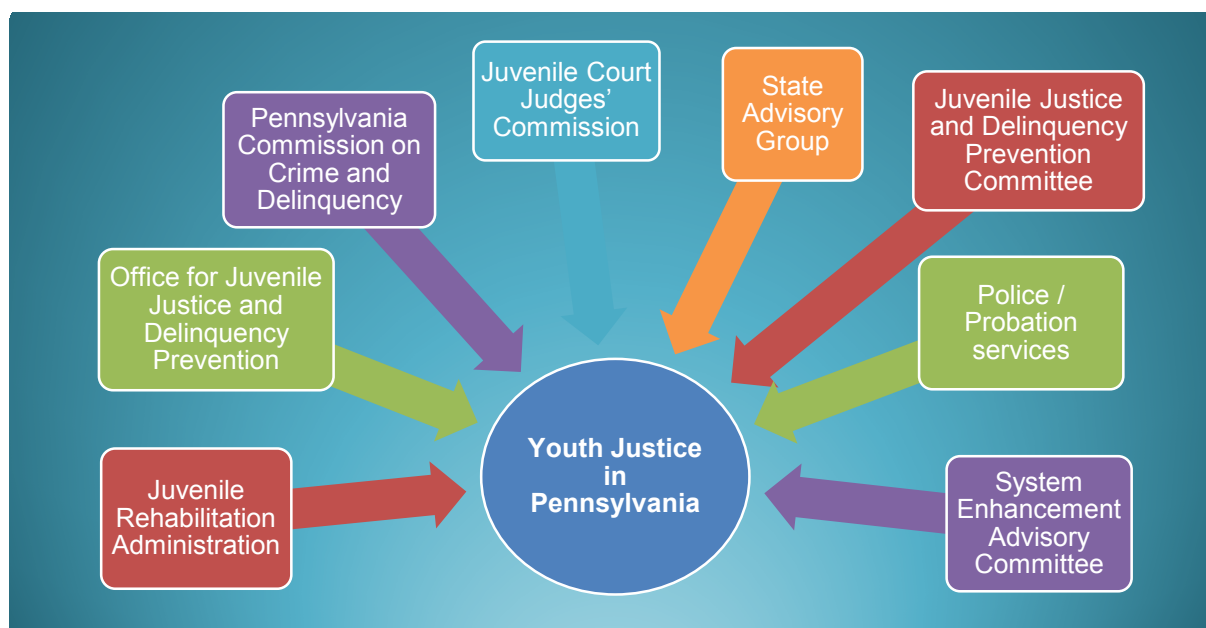 Juvenile Court
Judges’
Commission
State
Advisory
Group
Juvenile Justice
and Delinquency
Prevention
Committee
Pennsylvania
Commission on
Crime and
Delinquency
Office for Juvenile
Justice and
Delinquency
Prevention
Police /
Probation
services
Youth Justice
in
Pennsylvania
Juvenile
Rehabilitation
Administration
System
Enhancement
Advisory
Committee